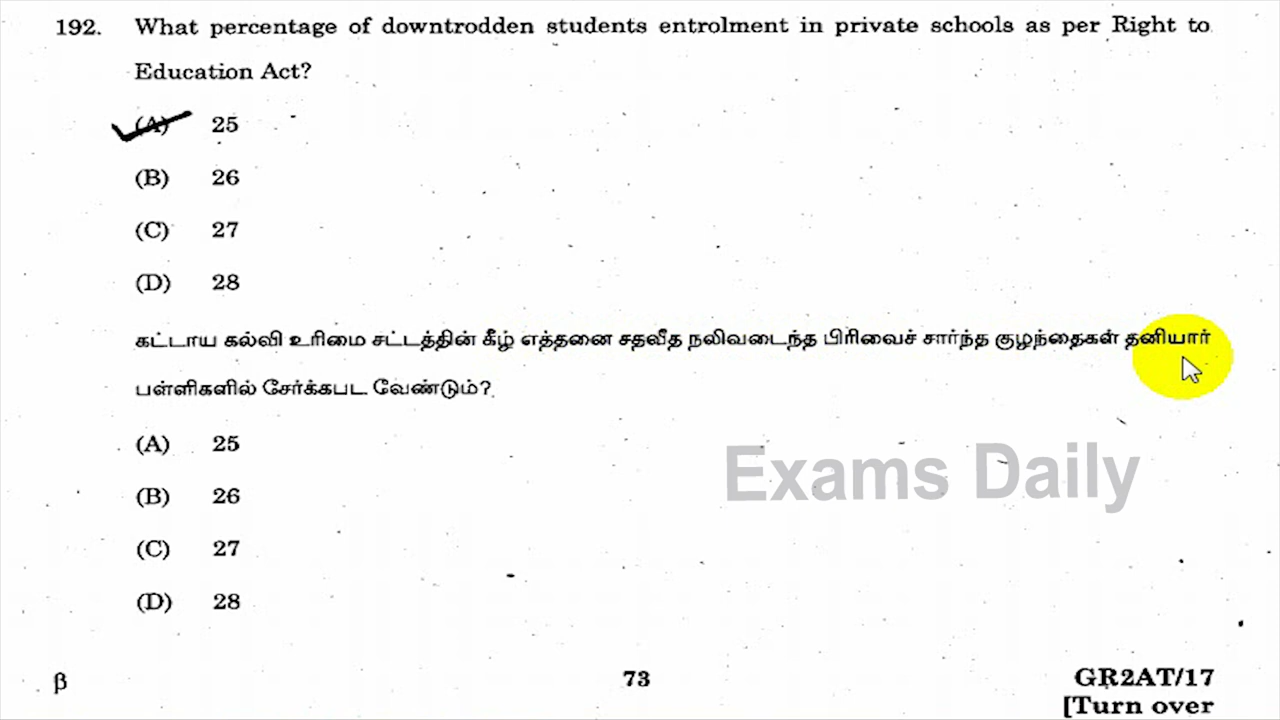 192. What percentage of downtrodden students entrolment in private schools as per Right to
Education Act?
(A) 25
(B) 26
(C) 27
(D) 28
கட்டாய கல்வி உரிமை சட்டத்தின் கீழ் எத்தனை சதவீத நலிவடைந்த பிரிவைச் சார்ந்த குழந்தைகள் தனியார்
பள்ளிகளில் சேர்க்கபட வேண்டும்?
(A) 25
(B) 26
(C) 27
(D) 28
Exams Daily
β 73 GR2AT/17
[Turn over